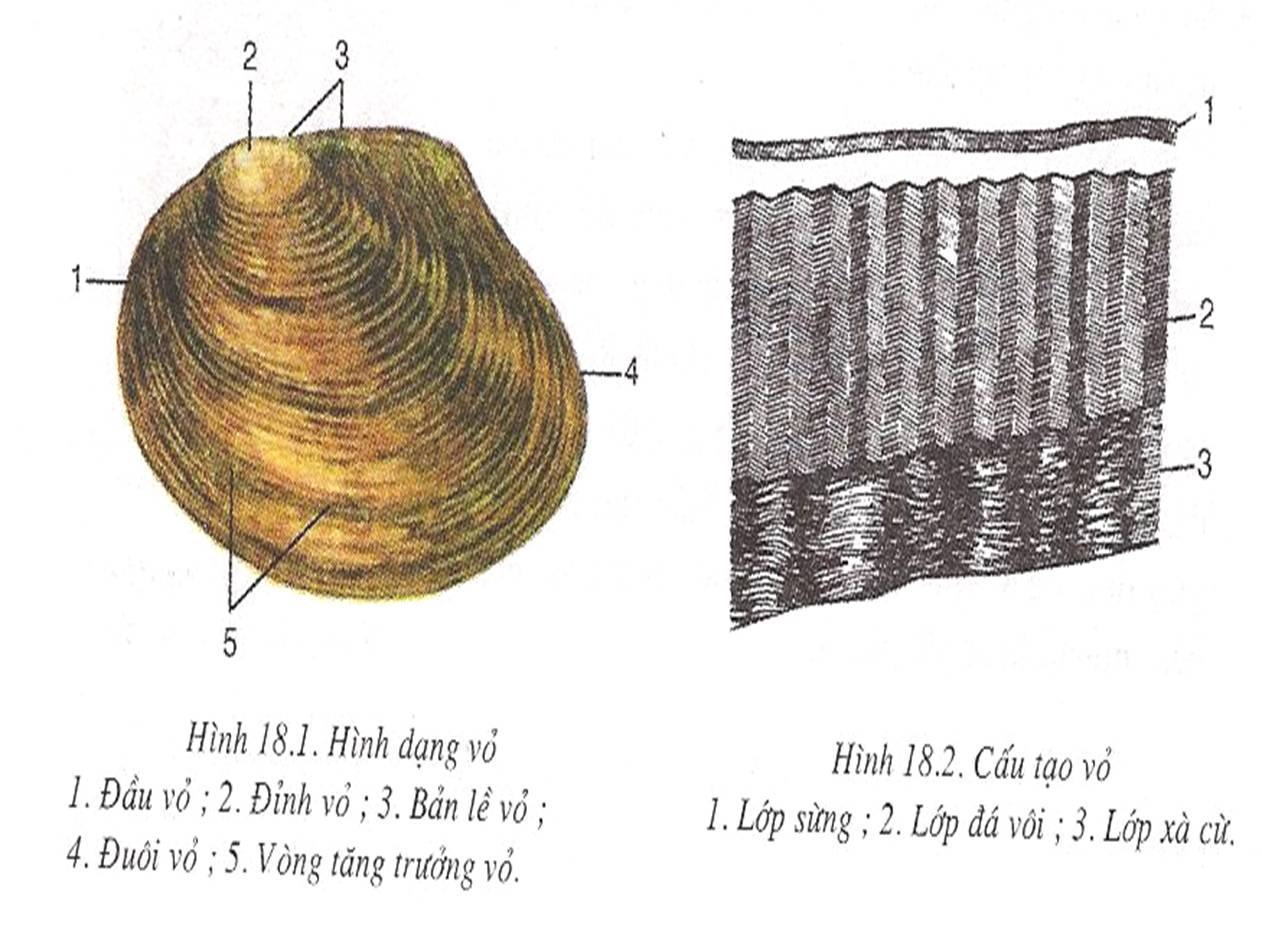 2
3
1
4
5
Hình 18.1. Hình dạng vỏ
1. Đầu vỏ ; 2. Đỉnh vỏ ; 3. Bản lề vỏ ;
4. Đuôi vỏ ; 5. Vòng tăng trưởng vỏ.
1
2
3
Hình 18.2. Cấu tạo vỏ
1. Lớp sừng ; 2. Lớp đá vôi ; 3. Lớp xà cừ.